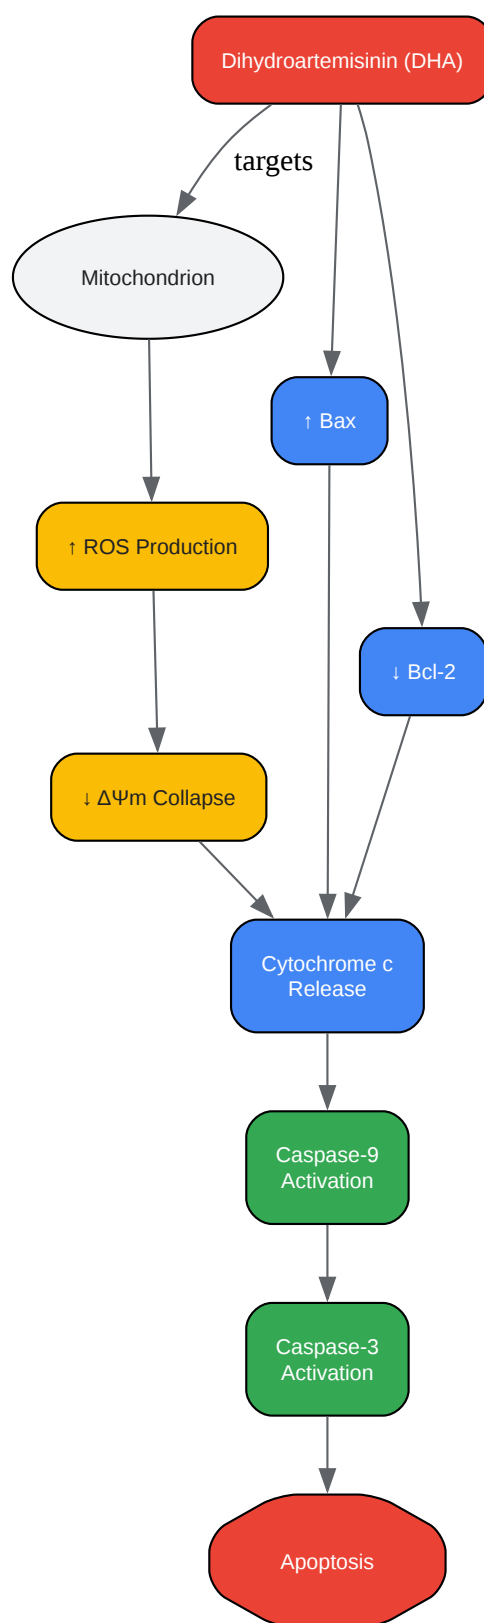 Dihydroartemisinin (DHA)
targets
Mitochondrion
↑ Bax
↑ ROS Production
↓ Bcl-2
↓ ΔΨm Collapse
Cytochrome c
Release
Caspase-9
Activation
Caspase-3
Activation
Apoptosis